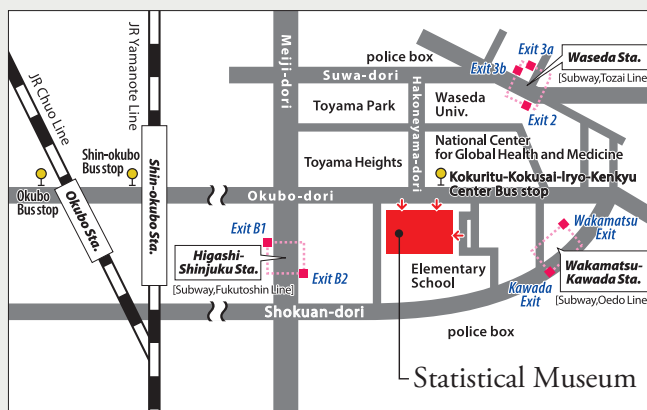 JR Chuo Line
JR Yamanote Line
Meiji-dori
police box
Exit 3a
Exit 3b
Waseda Sta.
[Subway,Tozai Line]
Suwa-dori
Toyama Park
Hakoneyama-dori
Waseda
Univ.
Exit 2
National Center
for Global Health and Medicine
Toyama Heights
Shin-okubo
Bus stop
Okubo
Bus stop
Kokuritu-Kokusai-Iryo-Kenkyu
Center Bus stop
Okubo-dori
Okubo Sta.
Shin-okubo Sta.
Exit B1
Higashi-
Shinjuku Sta.
[Subway,Fukutoshin Line]
Exit B2
Elementary
School
Wakamatsu
Exit
Wakamatsu-
Kawada Sta.
[Subway,Oedo Line]
Kawada
Exit
Shokuan-dori
police box
Statistical Museum